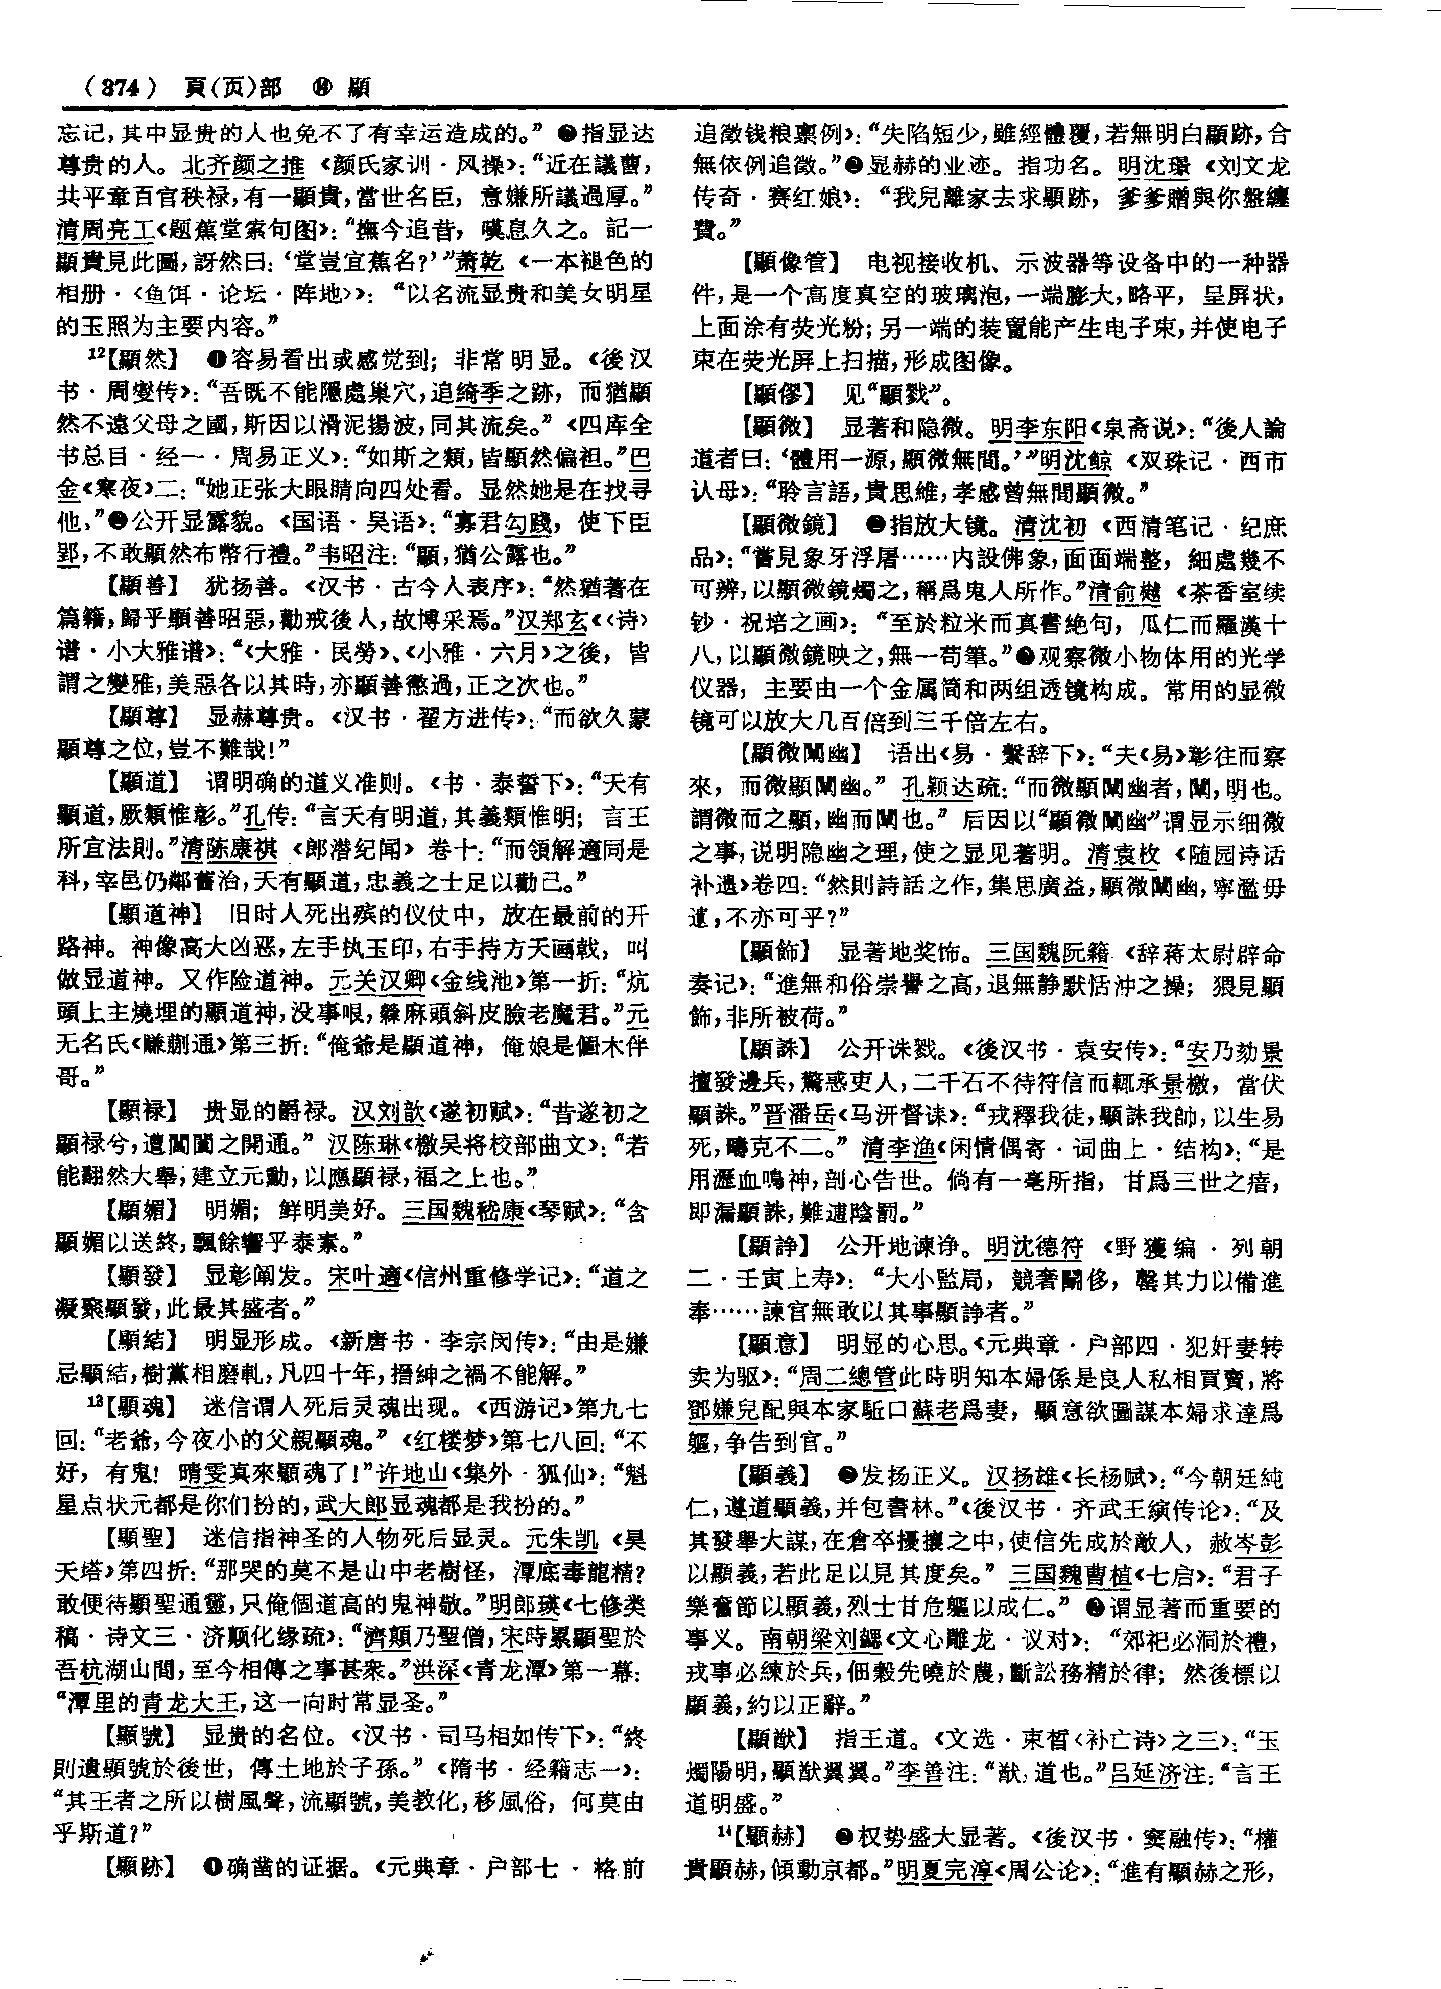 （374） 頁(页)部 ⑭ 顯
忘记，其中显贵的人也免不了有幸运造成的。”❷指显达
尊贵的人。北齐颜之推《颜氏家训·风操》：“近在議曹，
共平章百官秩禄，有一顯貴，當世名臣，意嫌所議過厚。”
清周亮工《题蕉堂索句图》：“撫今追昔，嘆息久之。記一
顯貴見此圖，訝然曰：‘堂豈宜蕉名？’”萧乾《一本褪色的
相册·〈鱼饵·论坛·阵地〉》：“以名流显贵和美女明星
的玉照为主要内容。”
12【顯然】 ❶容易看出或感觉到；非常明显。《後汉
书·周燮传》：“吾既不能隱處巢穴，追綺季之跡，而猶顯
然不遠父母之國，斯固以滑泥揚波，同其流矣。”《四库全
书总目·经一·周易正义》：“如斯之類，皆顯然偏袒。”巴
金《寒夜》二：“她正张大眼睛向四处看。显然她是在找寻
他，”❷公开显露貌。《国语·吴语》：“寡君勾踐，使下臣
郢，不敢顯然布幣行禮。”韦昭注：“顯，猶公露也。”
【顯善】 犹扬善。《汉书·古今人表序》：“然猶著在
篇籍，歸乎顯善昭惡，勸戒後人，故博采焉。”汉郑玄《〈诗〉
谱·小大雅谱》：“《大雅·民勞》、《小雅·六月》之後，皆
謂之變雅，美惡各以其時，亦顯善懲過，正之次也。”
【顯尊】 显赫尊贵。《汉书·翟方进传》：“而欲久蒙
顯尊之位，豈不難哉！”
【顯道】 谓明确的道义准则。《书·泰誓下》：“天有
顯道，厥類惟彰。”孔传：“言天有明道，其義類惟明；言王
所宜法則。”清陈康祺《郎潜纪闻》卷十：“而領解適同是
科，宰邑仍鄰舊治，天有顯道，忠義之士足以勸已。”
【顯道神】 旧时人死出殡的仪仗中，放在最前的开
路神。神像高大凶恶，左手执玉印，右手持方天画戟，叫
做显道神。又作险道神。元关汉卿《金线池》第一折：“炕
頭上主燒埋的顯道神，没事哏，絲麻頭斜皮臉老魔君。”元
无名氏《赚蒯通》第三折：“俺爺是顯道神，俺娘是個木伴
哥。”
【顯禄】 贵显的爵禄。汉刘歆《遂初赋》：“昔遂初之
顯禄兮，遭閶闔之開通。”汉陈琳《檄吴将校部曲文》：“若
能翻然大舉，建立元勳，以應顯禄，福之上也。”
【顯媚】 明媚；鲜明美好。三国魏嵇康《琴赋》：“含
顯媚以送終，飄餘響乎泰素。”
【顯發】 显彰阐发。宋叶適《信州重修学记》：“道之
凝聚顯發，此最其盛者。”
【顯結】 明显形成。《新唐书·李宗闵传》：“由是嫌
忌顯結，樹黨相磨軋，凡四十年，搢紳之禍不能解。”
13【顯魂】 迷信谓人死后灵魂出现。《西游记》第九七
回：“老爺，今夜小的父親顯魂。”《红楼梦》第七八回：“不
好，有鬼！晴雯真來顯魂了！”许地山《集外·狐仙》：“魁
星点状元都是你们扮的，武大郎显魂都是我扮的。”
【顯聖】 迷信指神圣的人物死后显灵。元朱凯《昊
天塔》第四折：“那哭的莫不是山中老樹怪，潭底毒龍精？
敢便待顯聖通靈，只俺個道高的鬼神敬。”明郎瑛《七修类
稿·诗文三·济颠化缘疏》：“濟顛乃聖僧，宋時累顯聖於
吾杭湖山間，至今相傳之事甚衆。”洪深《青龙潭》第一幕：
“潭里的青龙大王，这一向时常显圣。”
【顯號】 显贵的名位。《汉书·司马相如传下》：“終
則遺顯號於後世，傳土地於子孫。”《隋书·经籍志一》：
“其王者之所以樹風聲，流顯號，美教化，移風俗，何莫由
乎斯道？”
【顯跡】 ❶确凿的证据。《元典章·户部七·格前
追徵钱粮禀例》：“失陷短少，雖經體覆，若無明白顯跡，合
無依例追徵。”❷显赫的业迹。指功名。明沈璟《刘文龙
传奇·赛红娘》：“我兒離家去求顯跡，爹爹贈與你盤纏
費。”
【顯像管】 电视接收机、示波器等设备中的一种器
件，是一个高度真空的玻璃泡，一端膨大，略平，呈屏状，
上面涂有荧光粉；另一端的装置能产生电子束，并使电子
束在荧光屏上扫描，形成图像。
【顯僇】 见“顯戮”。
【顯微】 显著和隐微。明李东阳《泉斋说》：“後人論
道者曰：‘體用一源，顯微無間。’”明沈鲸《双珠记·西市
认母》：“聆言語，貴思維，孝感曾無間顯微。”
【顯微鏡】 ❶指放大镜。清沈初《西清笔记·纪庶
品》：“嘗見象牙浮屠……内設佛象，面面端整，細處幾不
可辨，以顯微鏡燭之，稱爲鬼人所作。”清俞樾《茶香室续
钞·祝培之画》：“至於粒米而真書絶句，瓜仁而羅漢十
八，以顯微鏡映之，無一苟筆。”❷观察微小物体用的光学
仪器，主要由一个金属筒和两组透镜构成。常用的显微
镜可以放大几百倍到三千倍左右。
【顯微闡幽】 语出《易·繫辞下》：“夫《易》彰往而察
來，而微顯闡幽。”孔颖达疏：“而微顯闡幽者，闡，明也。
謂微而之顯，幽而闡也。”后因以“顯微闡幽”谓显示细微
之事，说明隐幽之理，使之显见著明。清袁枚《随园诗话
补遗》卷四：“然則詩話之作，集思廣益，顯微闡幽，寧濫毋
遺，不亦可乎？”
【顯飾】 显著地奖饰。三国魏阮籍《辞蒋太尉辟命
奏记》：“進無和俗崇譽之高，退無静默恬沖之操；猥見顯
飾，非所被荷。”
【顯誅】 公开诛戮。《後汉书·袁安传》：“安乃劾景
擅發邊兵，驚惑吏人，二千石不待符信而輒承景檄，當伏
顯誅。”晋潘岳《马汧督诔》：“戎釋我徒，顯誅我帥，以生易
死，疇克不二。”清李渔《闲情偶寄·词曲上·结构》：“是
用瀝血鳴神，剖心告世。倘有一毫所指，甘爲三世之瘖，
即漏顯誅，難逋陰罰。”
【顯諍】 公开地谏诤。明沈德符《野獲编·列朝
二·壬寅上寿》：“大小監局，競奢鬭侈，罄其力以備進
奉……諫官無敢以其事顯諍者。”
【顯意】 明显的心思。《元典章·户部四·犯奸妻转
卖为驱》：“周二總管此時明知本婦係是良人私相買賣，將
鄧嫌兒配與本家駈口蘇老爲妻，顯意欲圖謀本婦求達爲
軀，争告到官。”
【顯義】 ❶发扬正义。汉扬雄《长杨赋》：“今朝廷純
仁，遵道顯義，并包書林。”《後汉书·齐武王縯传论》：“及
其發舉大謀，在倉卒擾攘之中，使信先成於敵人，赦岑彭
以顯義，若此足以見其度矣。”三国魏曹植《七启》：“君子
樂奮節以顯義，烈士甘危軀以成仁。”❷谓显著而重要的
事义。南朝梁刘勰《文心雕龙·议对》：“郊祀必洞於禮，
戎事必練於兵，佃穀先曉於農，斷訟務精於律；然後標以
顯義，約以正辭。”
【顯猷】 指王道。《文选·束皙〈补亡诗〉之三》：“玉
燭陽明，顯猷翼翼。”李善注：“猷，道也。”吕延济注：“言王
道明盛。”
14【顯赫】 ❶权势盛大显著。《後汉书·窦融传》：“權
貴顯赫，傾動京都。”明夏完淳《周公论》：“進有顯赫之形，